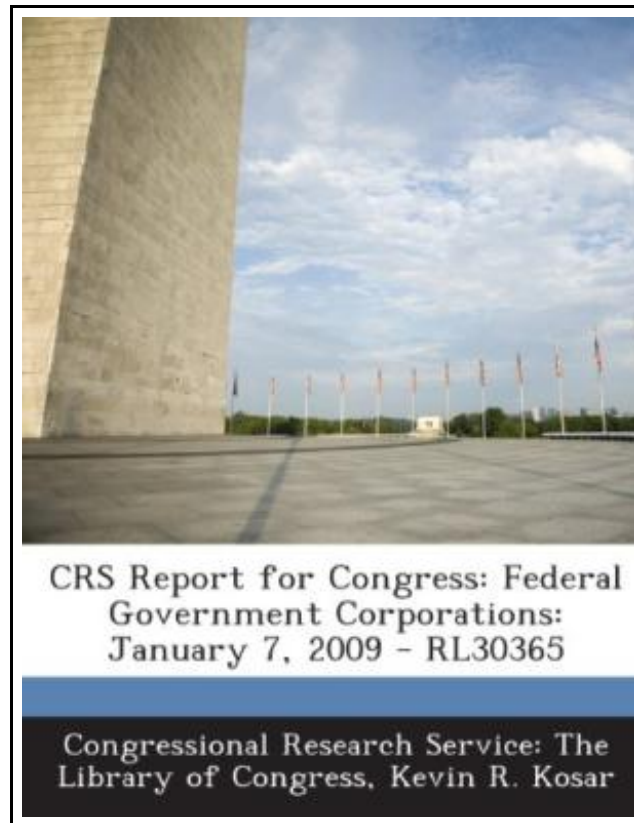 CRS Report for Congress: Federal
Government Corporations:
January 7, 2009 - RL30365
Congressional Research Service: The
Library of Congress, Kevin R. Kosar